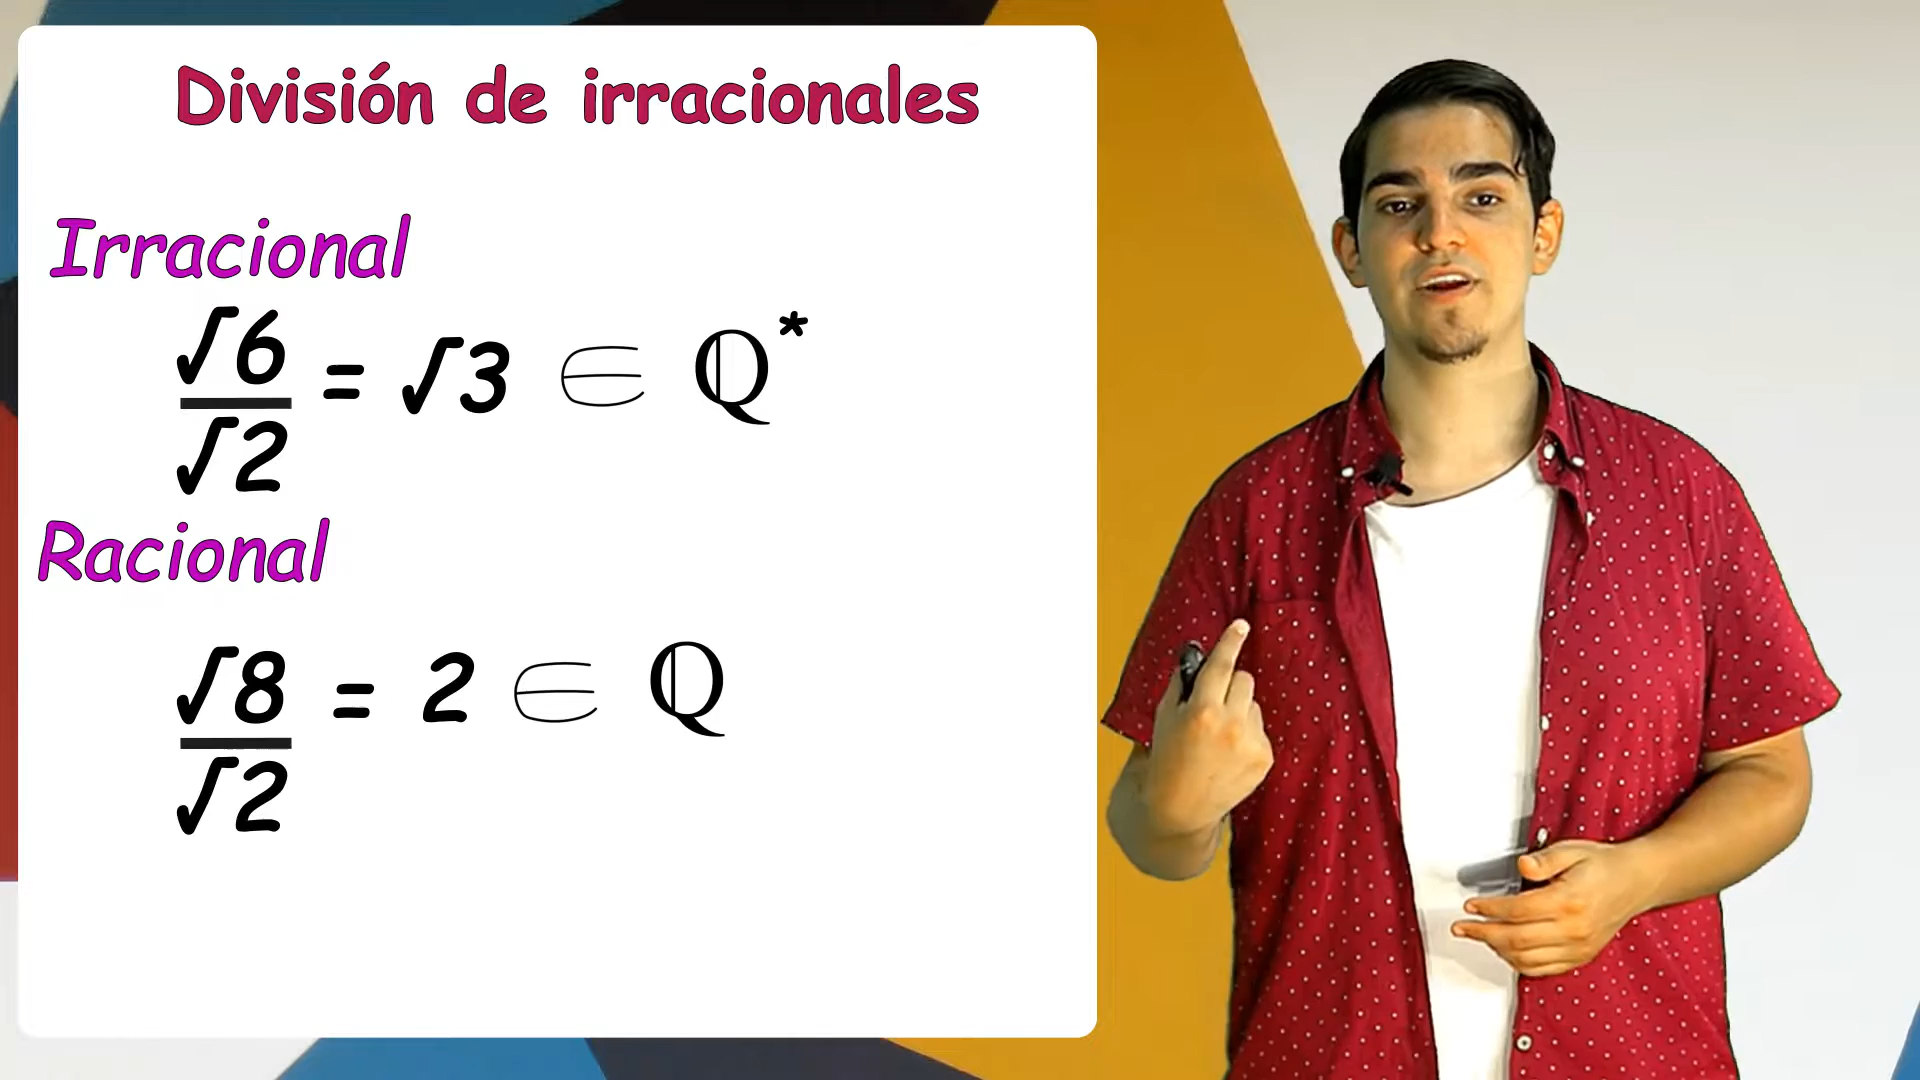 División de irracionales
Irracional
√6/√2 = √3 ∈ ℚ*
Racional
√8/√2 = 2 ∈ ℚ